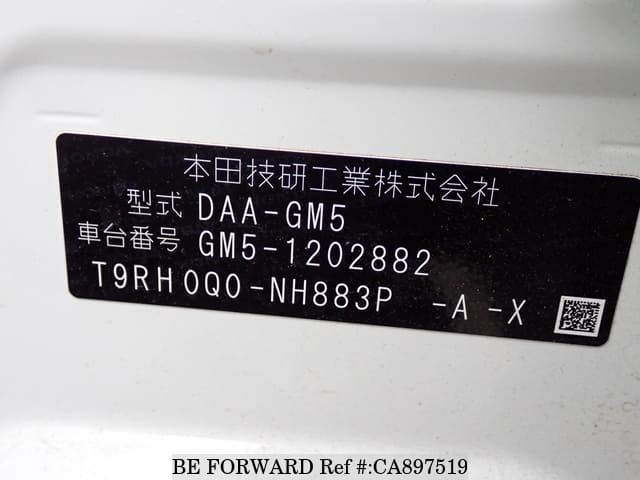 本田技研工業株式会社
型式 DAA-GM5
車台番号 GM5-1202882
T9RH0Q0-NH883P -A -X
BE FORWARD Ref #:CA897519